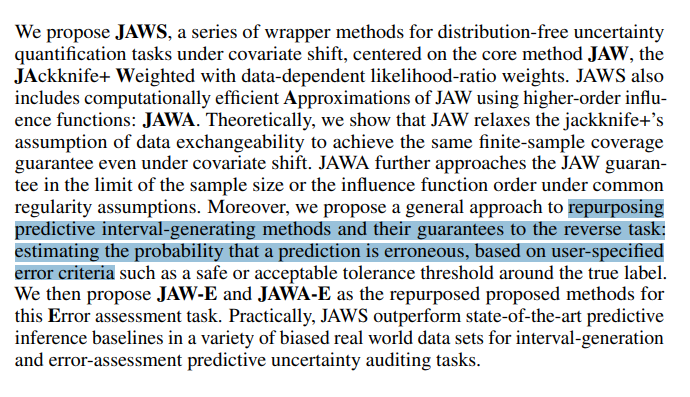 We propose JAWS, a series of wrapper methods for distribution-free uncertainty
quantification tasks under covariate shift, centered on the core method JAW, the
JAckknife+ Weighted with data-dependent likelihood-ratio weights. JAWS also
includes computationally efficient Approximations of JAW using higher-order influ-
ence functions: JAWA. Theoretically, we show that JAW relaxes the jackknife+'s
assumption of data exchangeability to achieve the same finite-sample coverage
guarantee even under covariate shift. JAWA further approaches the JAW guaran-
tee in the limit of the sample size or the influence function order under common
regularity assumptions. Moreover, we propose a general approach to repurposing
predictive interval-generating methods and their guarantees to the reverse task:
estimating the probability that a prediction is erroneous, based on user-specified
error criteria such as a safe or acceptable tolerance threshold around the true label.
We then propose JAW-E and JAWA-E as the repurposed proposed methods for
this Error assessment task. Practically, JAWS outperform state-of-the-art predictive
inference baselines in a variety of biased real world data sets for interval-generation
and error-assessment predictive uncertainty auditing tasks.